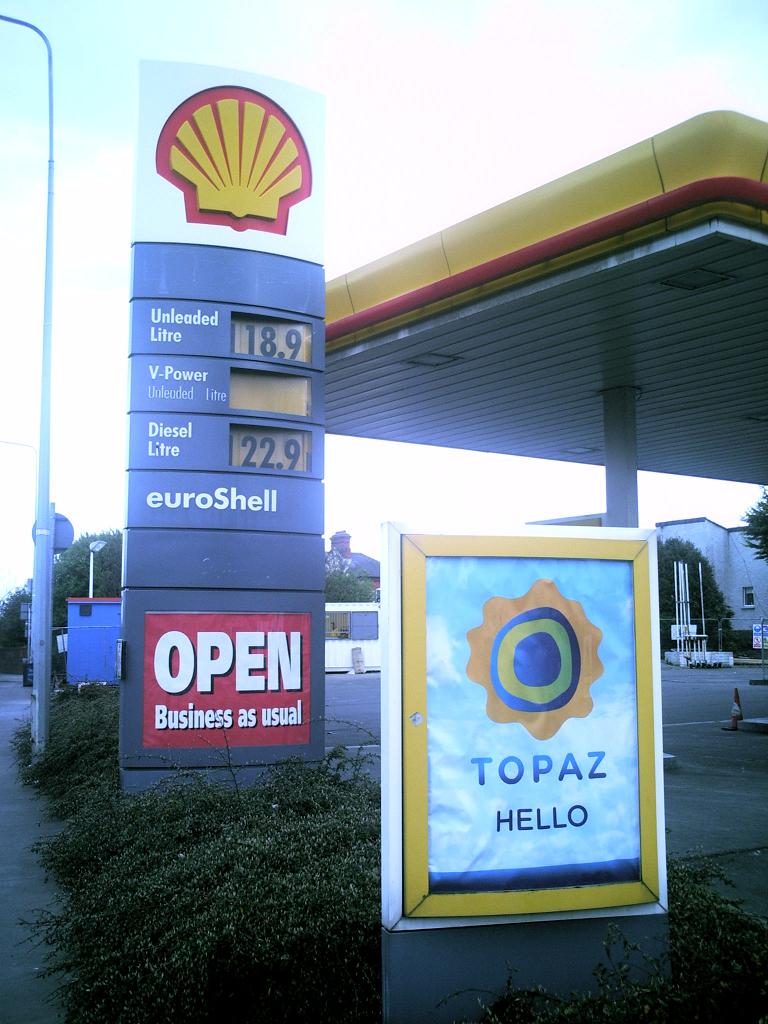 Unleaded
Litre
118.9
V-Power
Unleaded Litre
Diesel
Litre
122.9
euroShell
OPEN
Business as usual
TOPAZ
HELLO